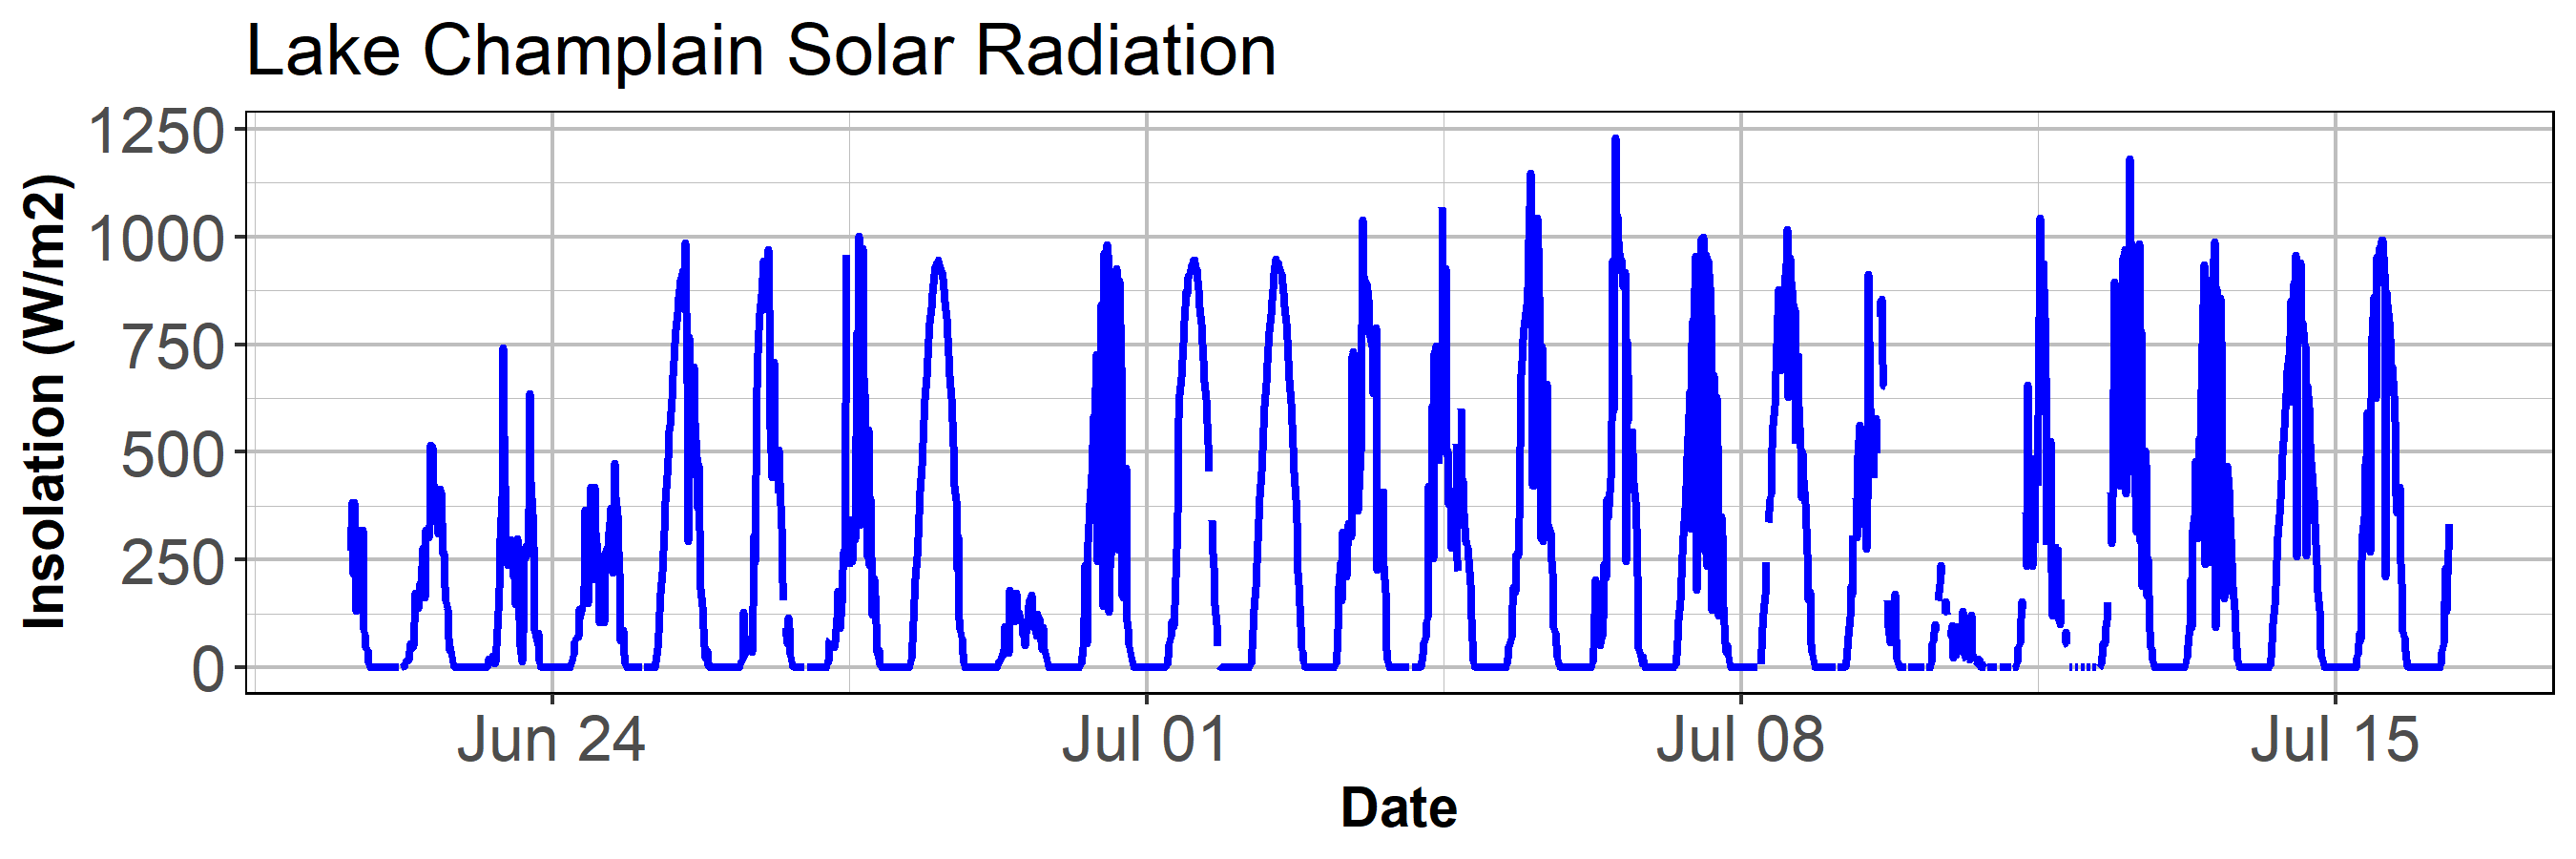 Lake Champlain Solar Radiation
1250
1000
750
500
250
0
Insolation (W/m2)
Jun 24
Jul 01
Jul 08
Jul 15
Date